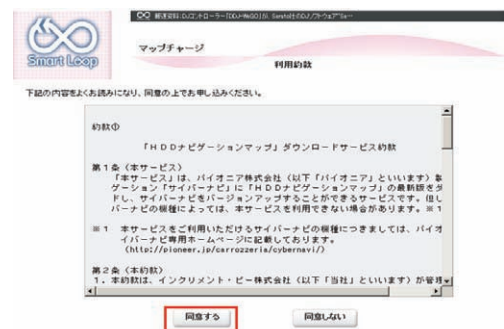 Smart Loop
マップチャージ
利用約款
下記の内容をよくお読みになり、同意の上でお申し込みください。
約款①
「HDDナビゲーションマップ」ダウンロードサービス約款
第1条(本サービス)
「本サービス」は、パイオニア株式会社(以下「パイオニア」といいます)製
ゲーション「サイバーナビ」に「HDDナビゲーションマップ」の最新版をダ
ドし、サイバーナビをバージョンアップすることができるサービスです。但し
バーナビの機種によっては、本サービスを利用できない場合があります。※1
※1 本サービスをご利用いただけるサイバーナビの機種につきましては、パイオ
イバーナビ専用ホームページに記載しております。
(http://pioneer.jp/carrozzeria/cybernavi/)
第2条(本約款)
1.本約款は、インクリメント・ピー株式会社(以下「当社」といいます)が管理
同意する
同意しない